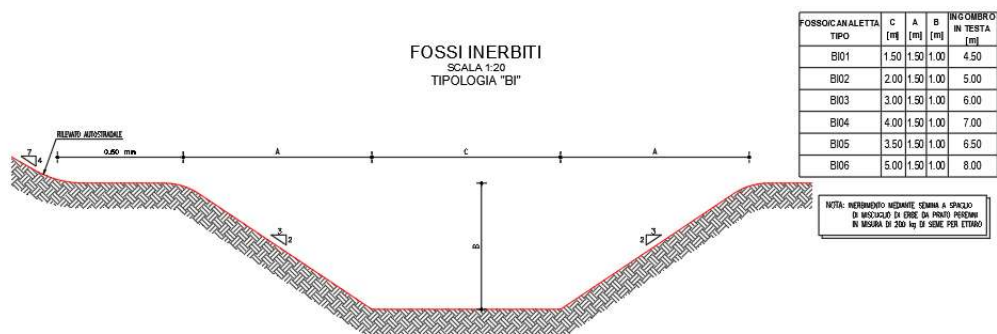 FOSSI INERBITI
SCALA 1:20
TIPOLOGIA "BI"
RILEVATO AUTOSTRADALE
7
4
0.50 min
A
C
A
3
2
B
3
2
FOSSO/CANALETTA TIPO C [m] A [m] B [m] INGOMBRO IN TESTA [m]
BI01 1.50 1.50 1.00 4.50
BI02 2.00 1.50 1.00 5.00
BI03 3.00 1.50 1.00 6.00
BI04 4.00 1.50 1.00 7.00
BI05 3.50 1.50 1.00 6.50
BI06 5.00 1.50 1.00 8.00
NOTA: INERBIMENTO MEDIANTE SEMINA A SPAGLIO
DI MISCUGLIO DI ERBE DA PRATO PERENNI
IN MISURA DI 200 kg DI SEME PER ETTARO